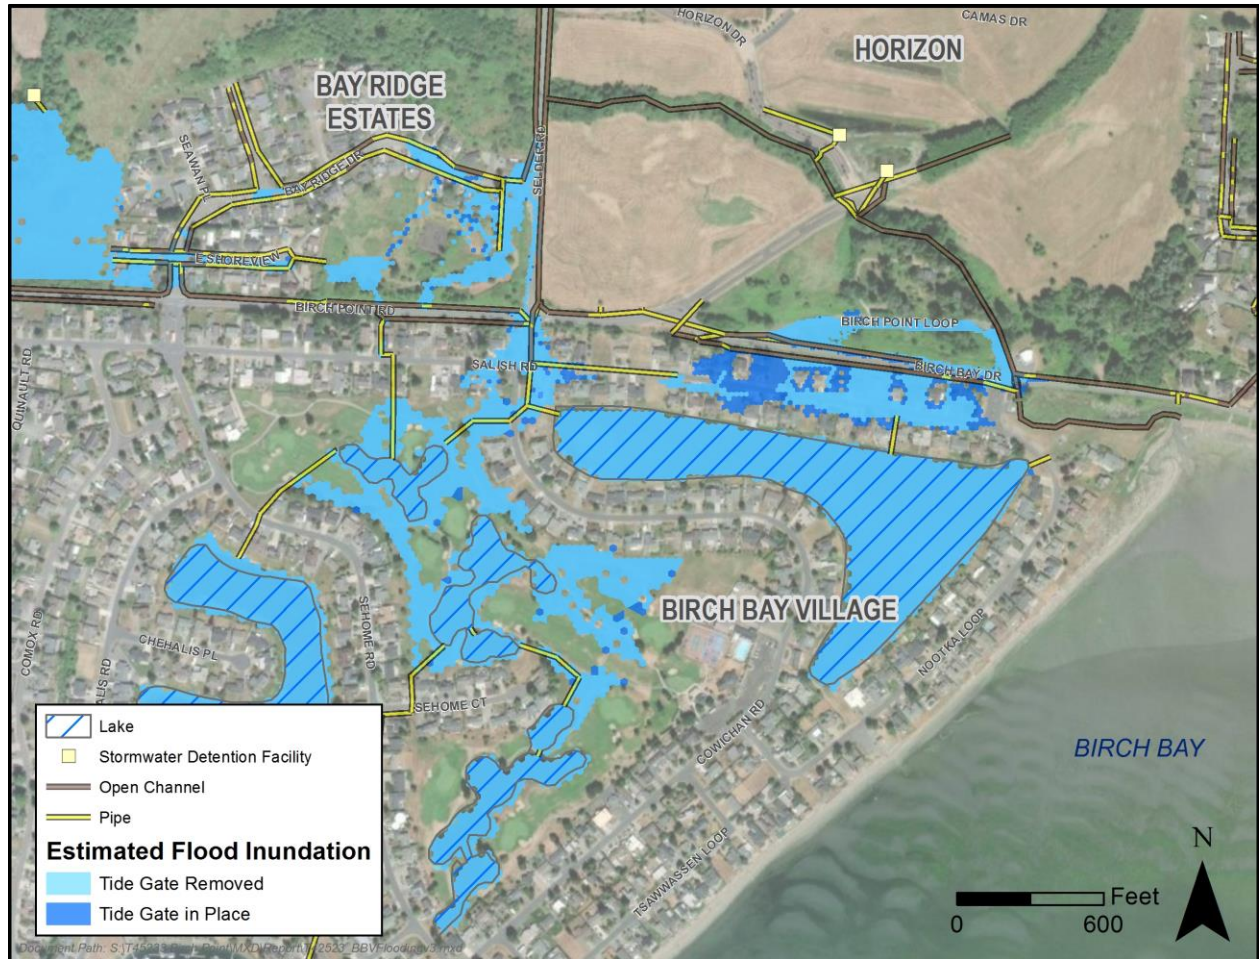 HORIZON DR
CAMAS DR
HORIZON
BAY RIDGE
ESTATES
SELDER RD
SEAWAN PL
BAY RIDGE DR
E SHOREVIEW
BIRCH POINT RD
BIRCH POINT LOOP
SALISH RD
BIRCH BAY DR
QUINAULT RD
BIRCH BAY VILLAGE
COMOX RD
CHEHALIS PL
SEHOME RD
NOOTKA LOOP
ALIS RD
SEHOME CT
COWICHAN RD
TSAWWASSEN LOOP
BIRCH BAY
Lake
Stormwater Detention Facility
Open Channel
Pipe
Estimated Flood Inundation
Tide Gate Removed
Tide Gate in Place
N
Feet
0 600